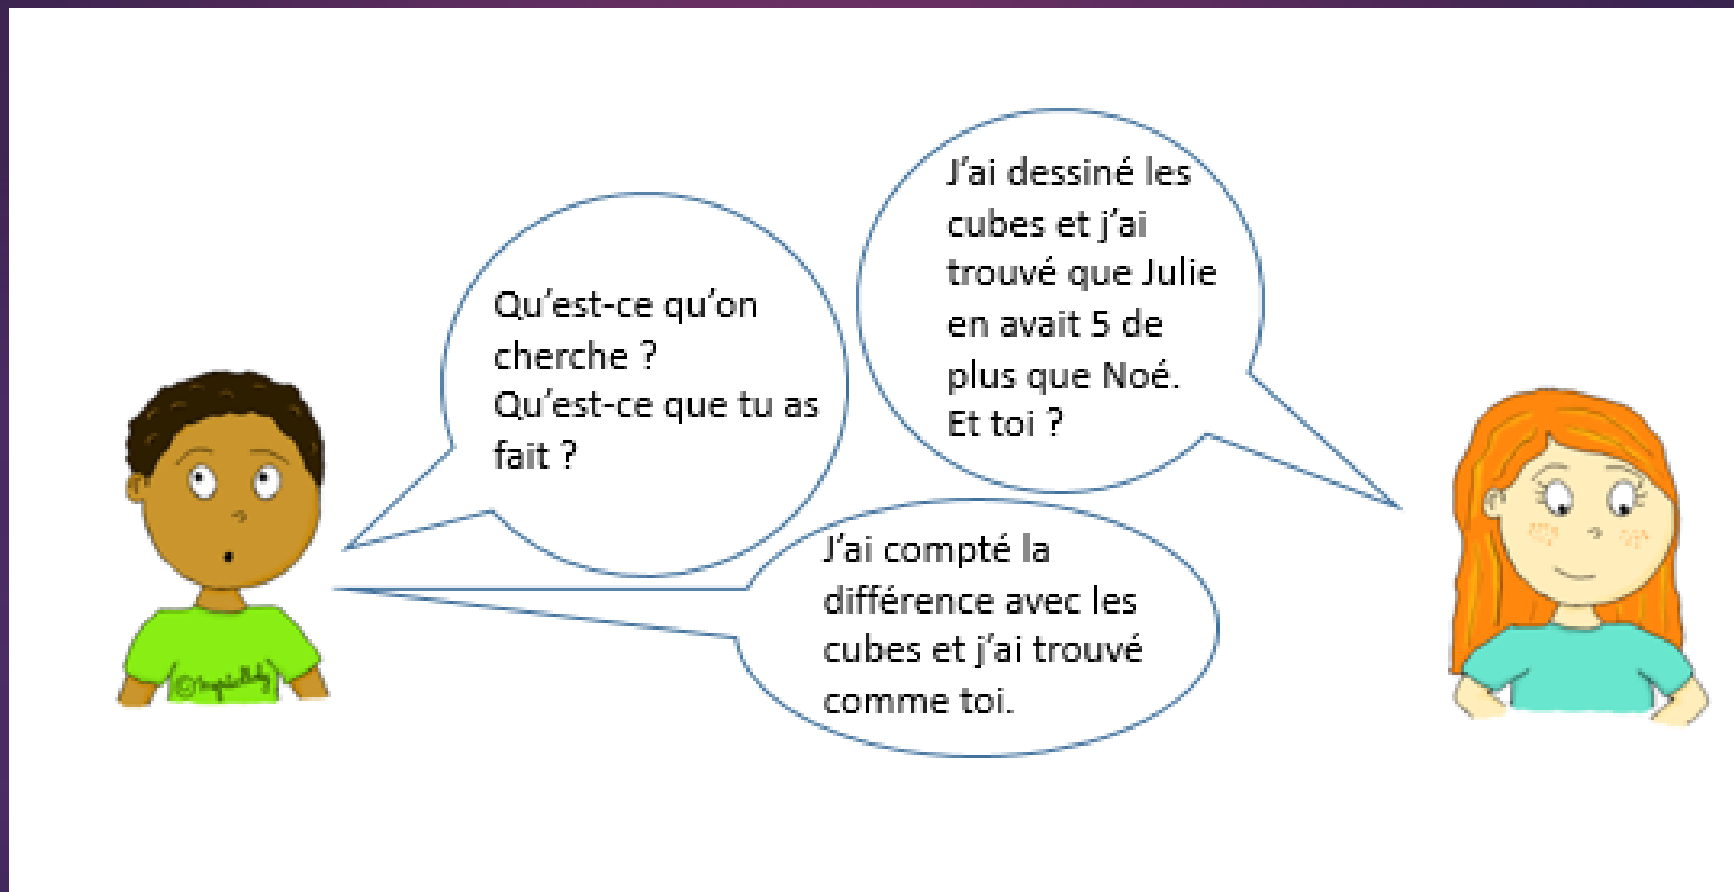 Qu'est-ce qu'on
cherche ?
Qu'est-ce que tu as
fait ?
J'ai dessiné les
cubes et j'ai
trouvé que Julie
en avait 5 de
plus que Noé.
Et toi ?
J'ai compté la
différence avec les
cubes et j'ai trouvé
comme toi.